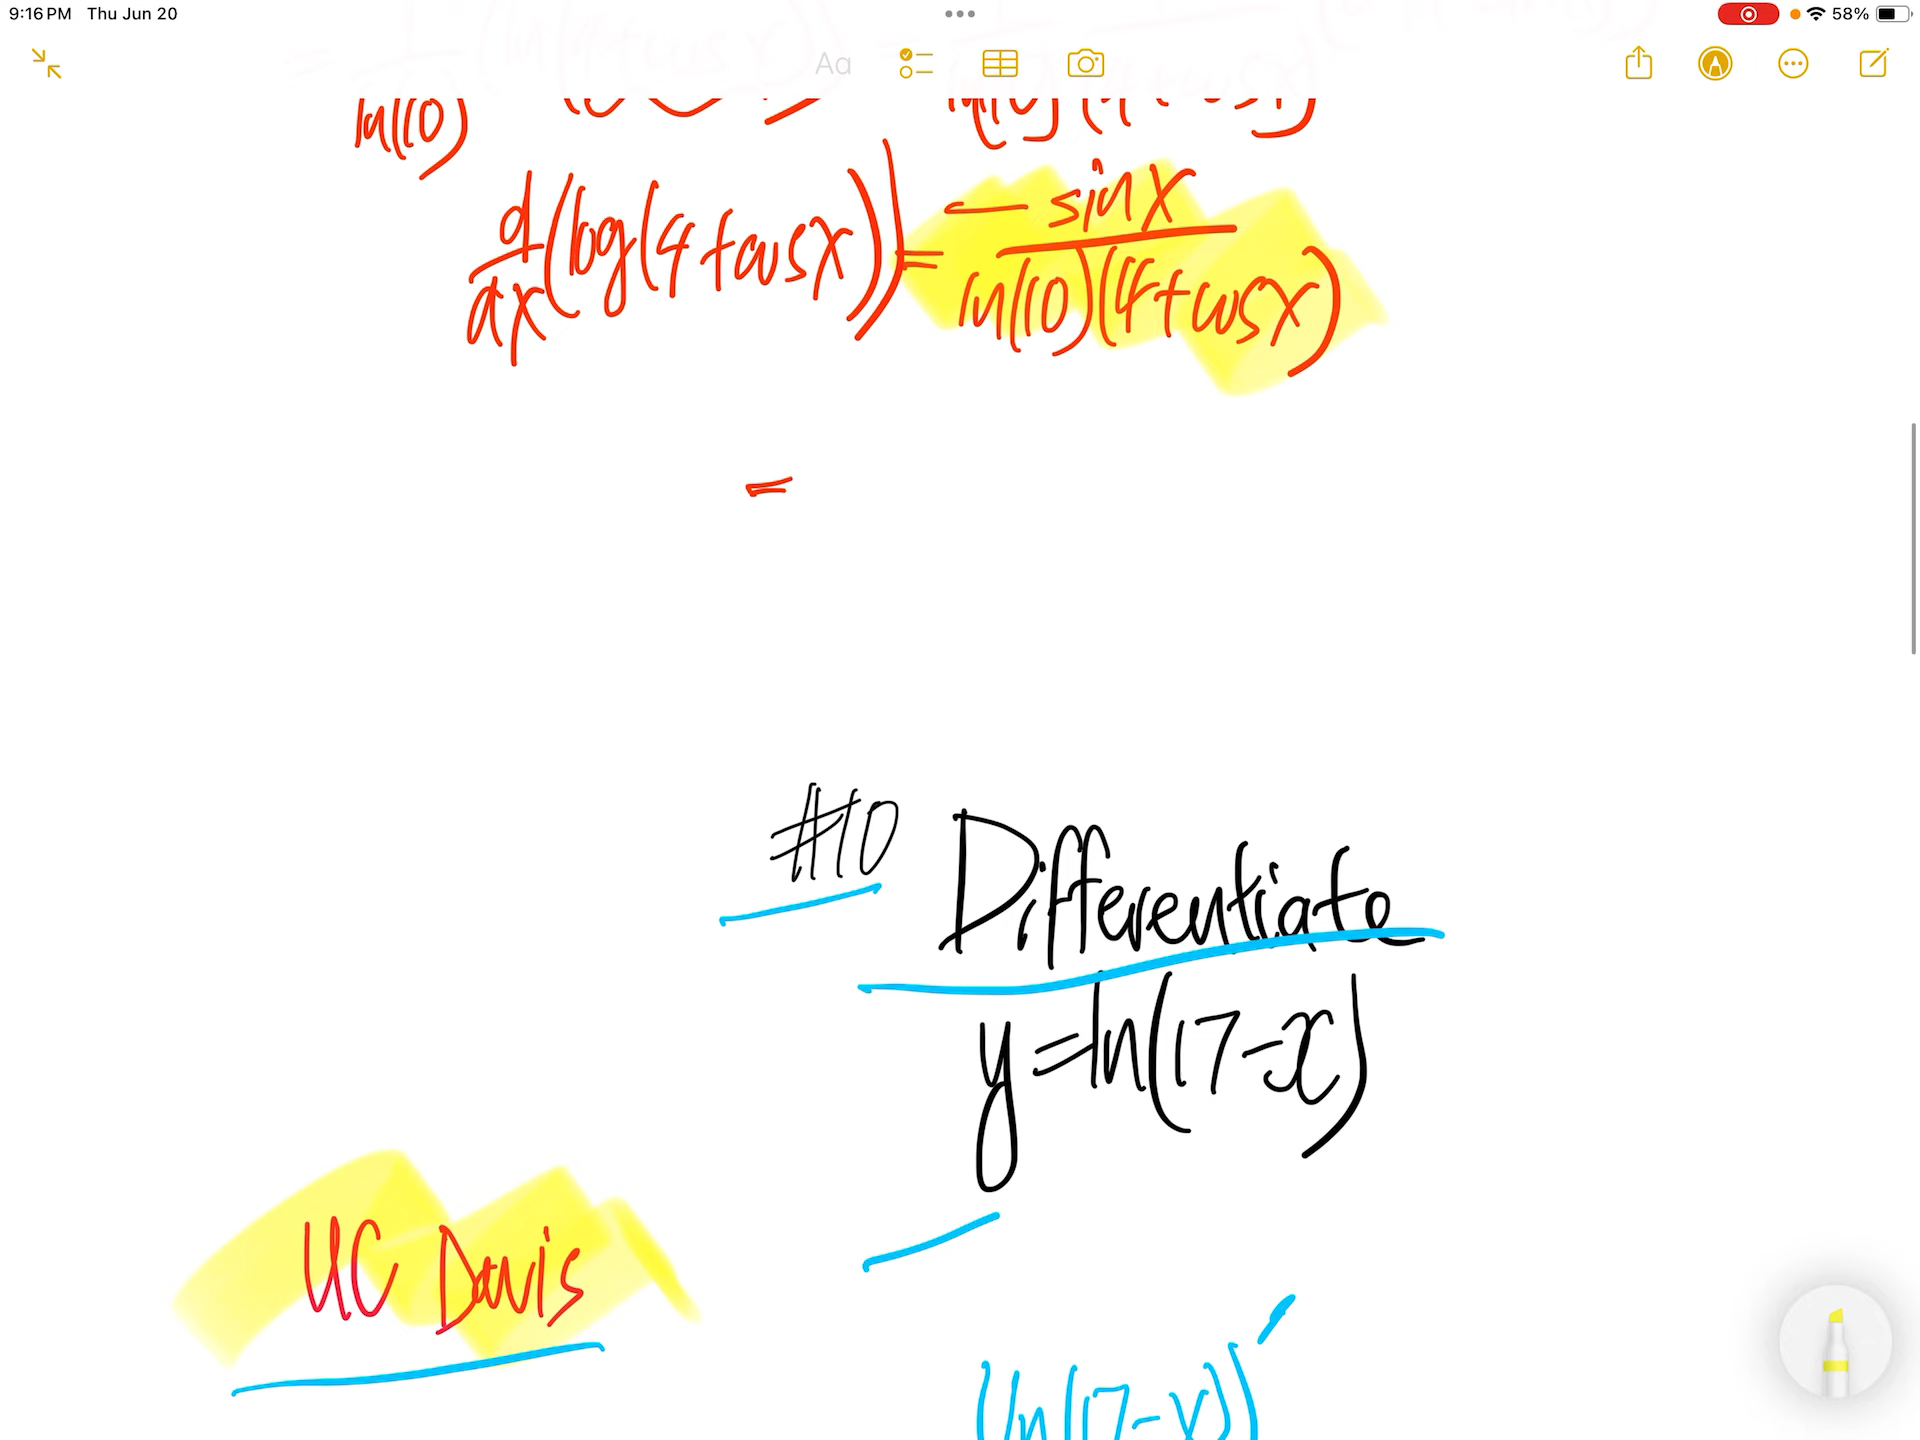 9:16 PM Thu Jun 20
58%
Aa
ln(10)
d/dx(log(4+cosx))= -sinx/ln(10)(4+cosx)
=
#10 Differentiate
y=ln(17-x)
UC Davis
(ln(17-x))'